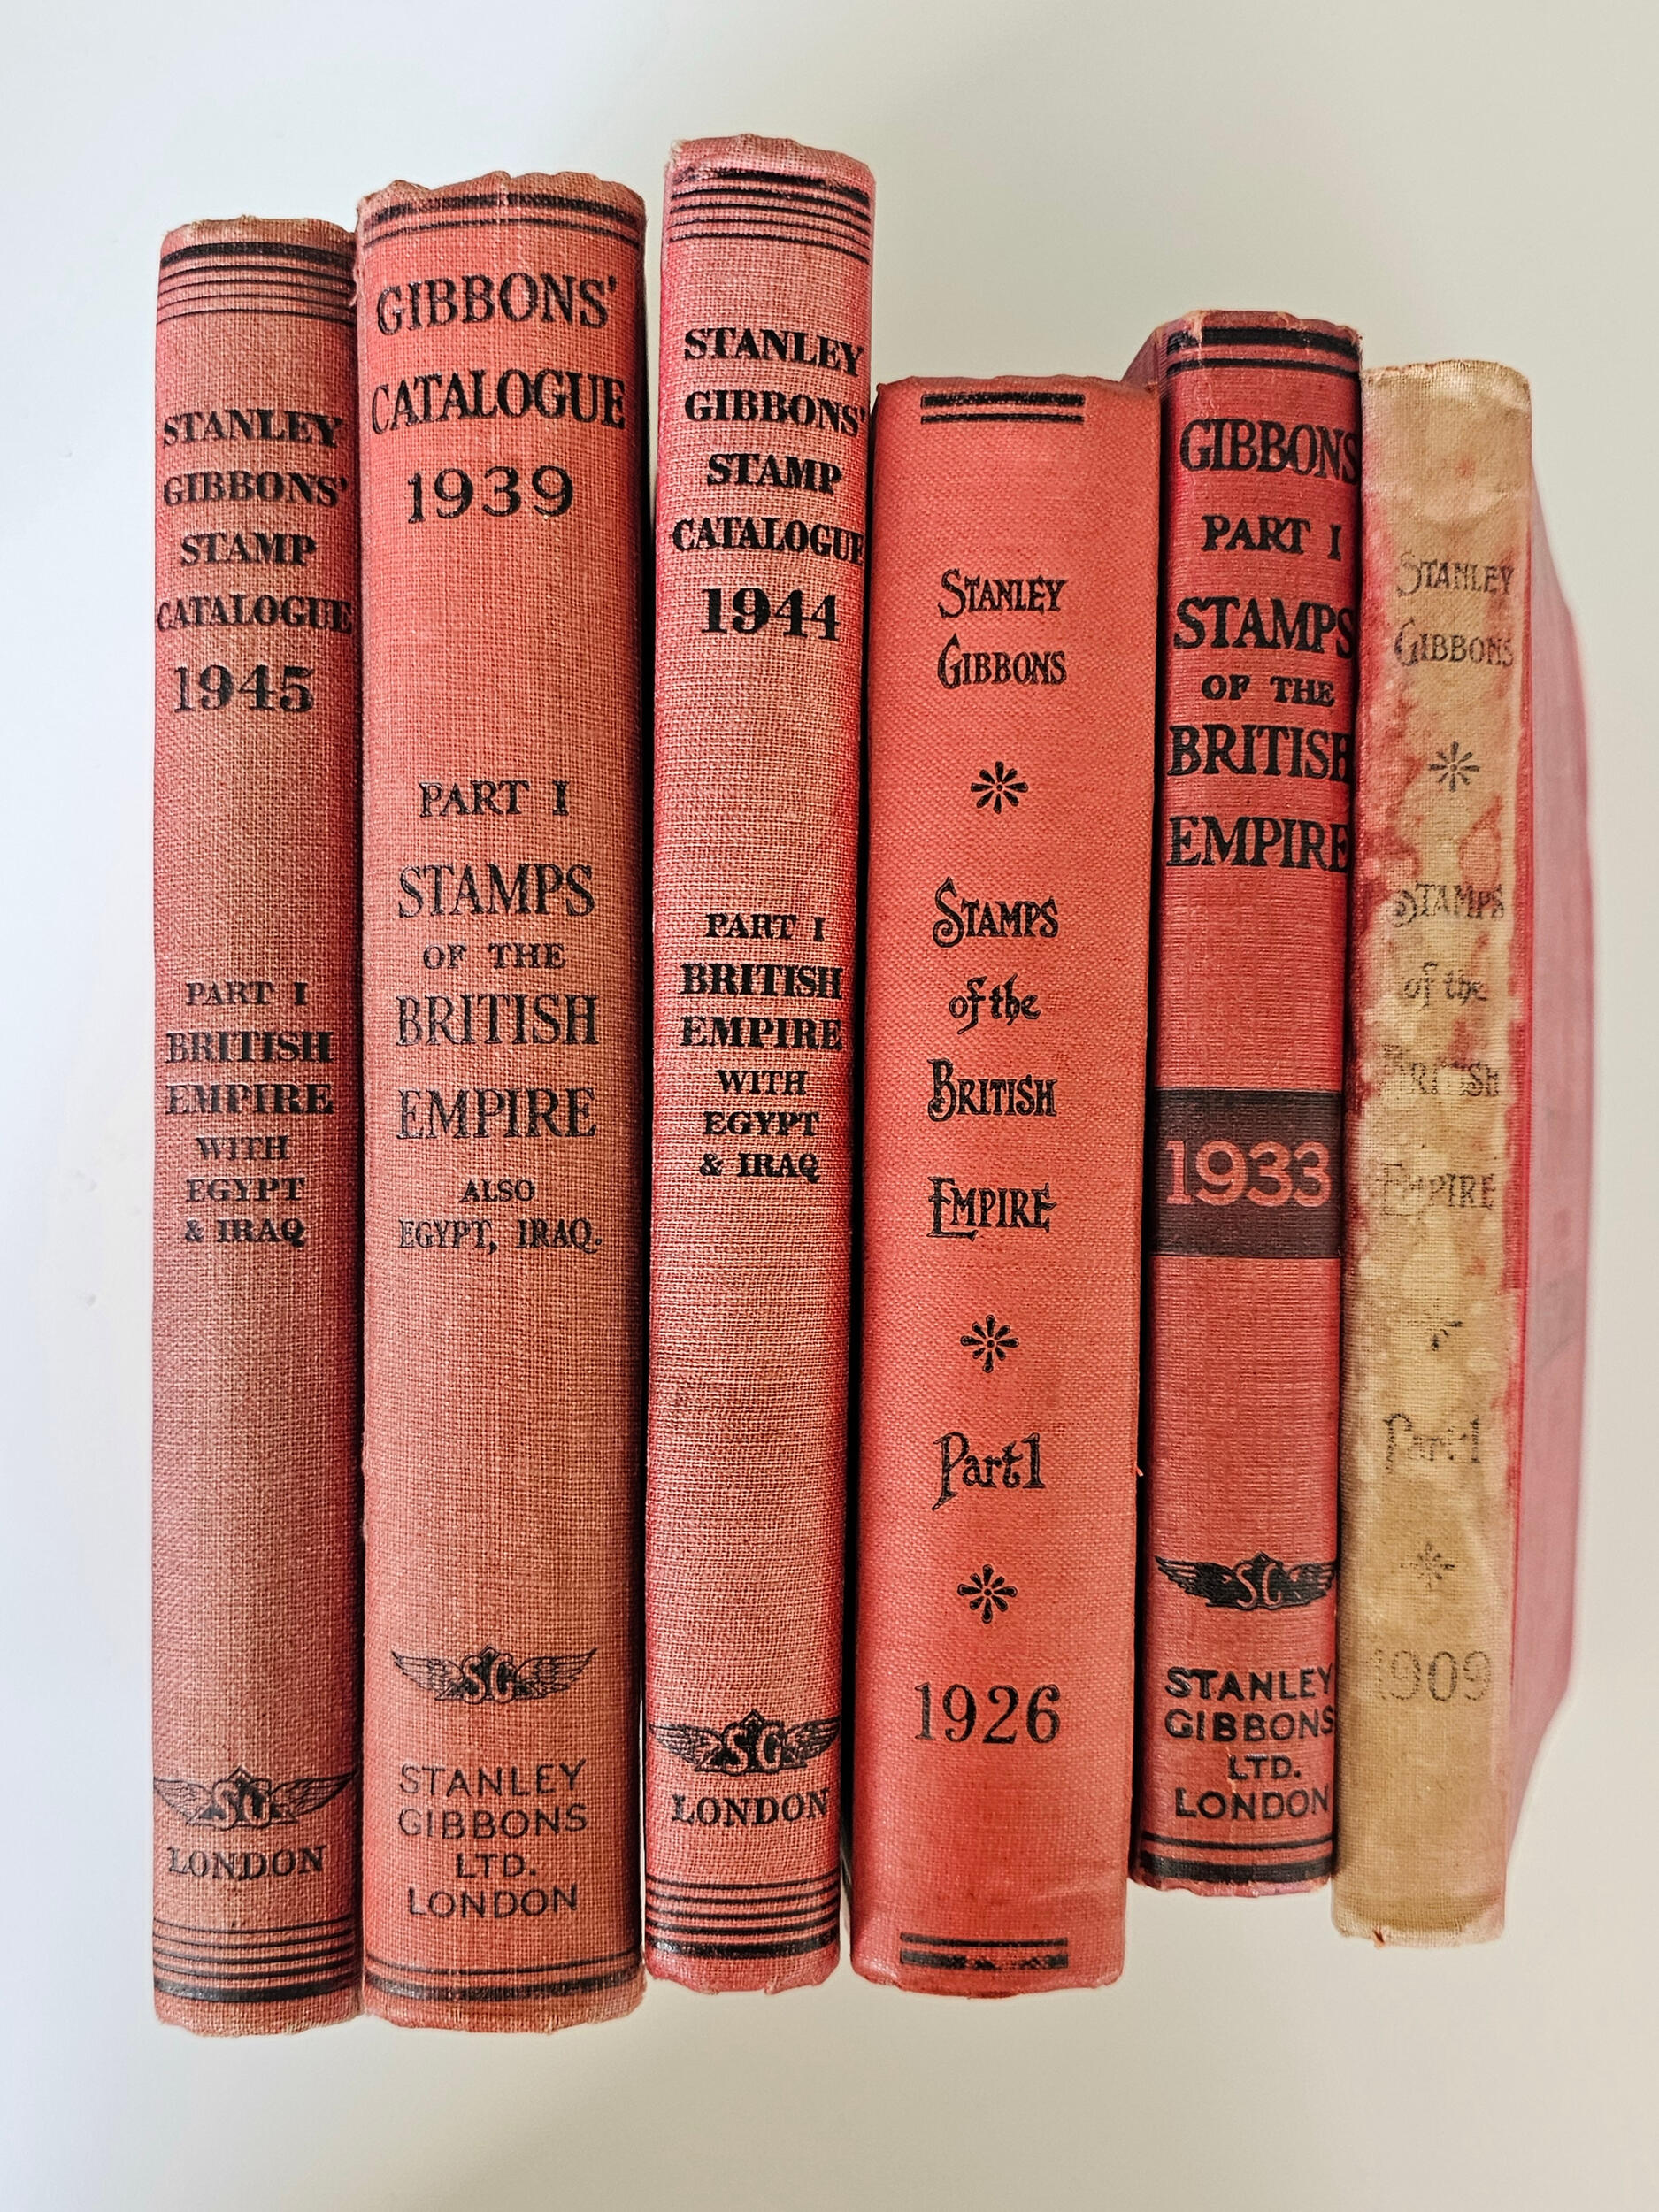 STANLEY
GIBBONS'
STAMP
CATALOGUE
1945
PART I
BRITISH
EMPIRE
WITH
EGYPT
& IRAQ
SG
LONDON
GIBBONS'
CATALOGUE
1939
PART I
STAMPS
OF THE
BRITISH
EMPIRE
ALSO
EGYPT, IRAQ.
SG
STANLEY
GIBBONS
LTD.
LONDON
STANLEY
GIBBONS'
STAMP
CATALOGUE
1944
PART I
BRITISH
EMPIRE
WITH
EGYPT
& IRAQ
SG
LONDON
STANLEY
GIBBONS
STAMPS
of the
BRITISH
EMPIRE
Part 1
1926
GIBBONS
PART I
STAMPS
OF THE
BRITISH
EMPIRE
1933
SG
STANLEY
GIBBONS
LTD.
LONDON
STANLEY
GIBBONS
STAMPS
of the
BRITISH
EMPIRE
Part 1
1909